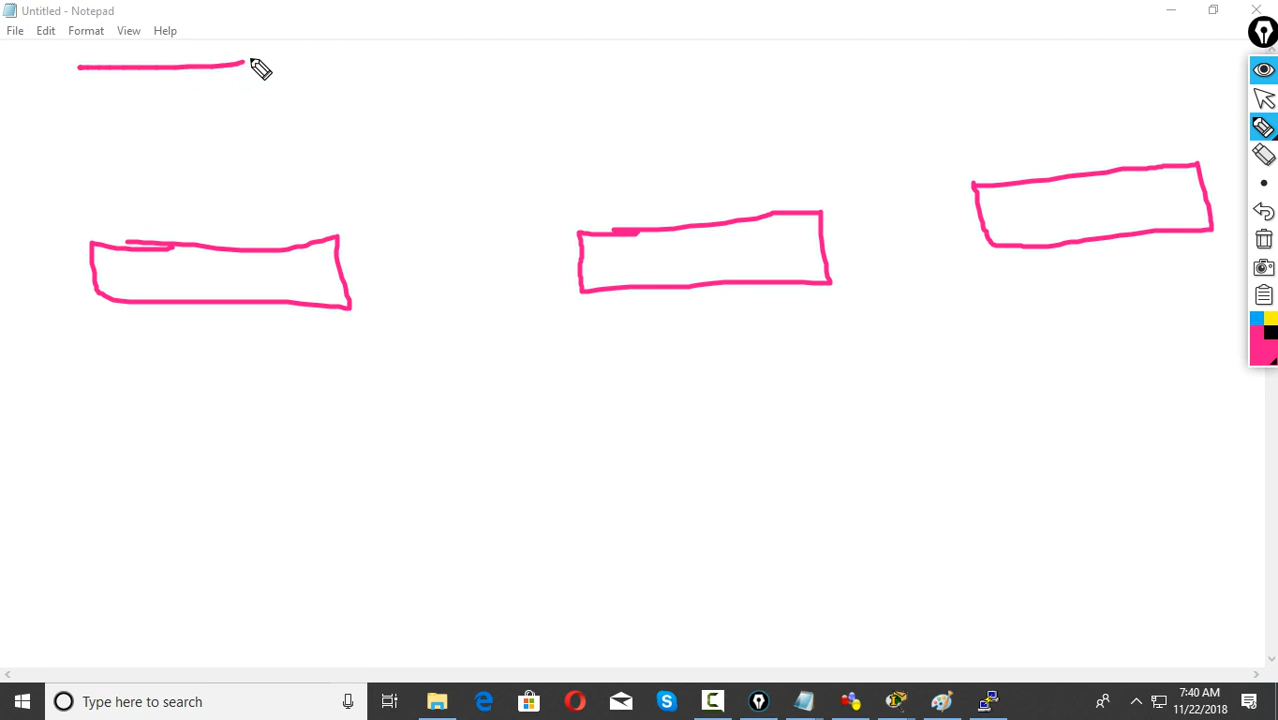 Untitled - Notepad
File Edit Format View Help
Type here to search
7:40 AM
11/22/2018